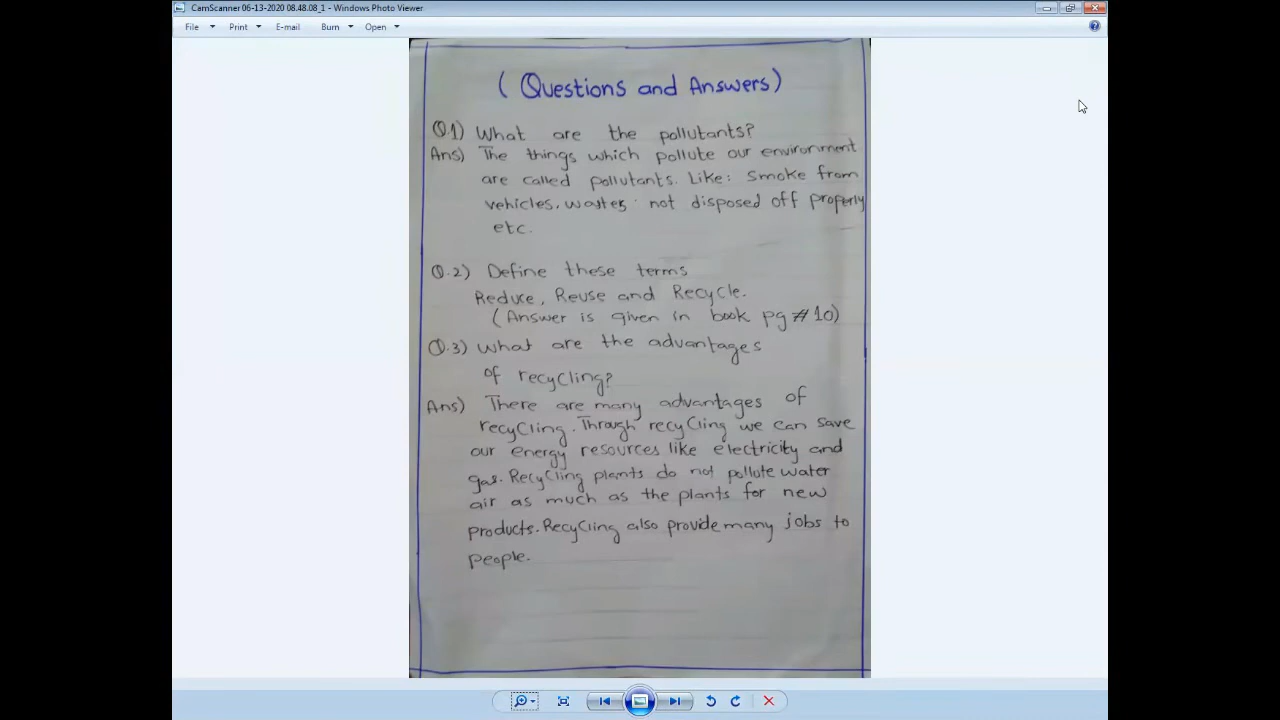 CamScanner 06-13-2020 08.48.08_1 - Windows Photo Viewer
File Print E-mail Burn Open
( Questions and Answers)
Q1) What are the pollutants?
Ans) The things which pollute our environment
are called pollutants. Like: Smoke from
vehicles, wastes not disposed off properly
etc.
Q.2) Define these terms
Reduce, Reuse and Recycle.
(Answer is given in book pg # 10)
Q.3) What are the advantages
of recycling?
Ans) There are many advantages of
recycling. Through recycling we can save
our energy resources like electricity and
gas. Recycling plants do not pollute water
air as much as the plants for new
products. Recycling also provide many jobs to
people.